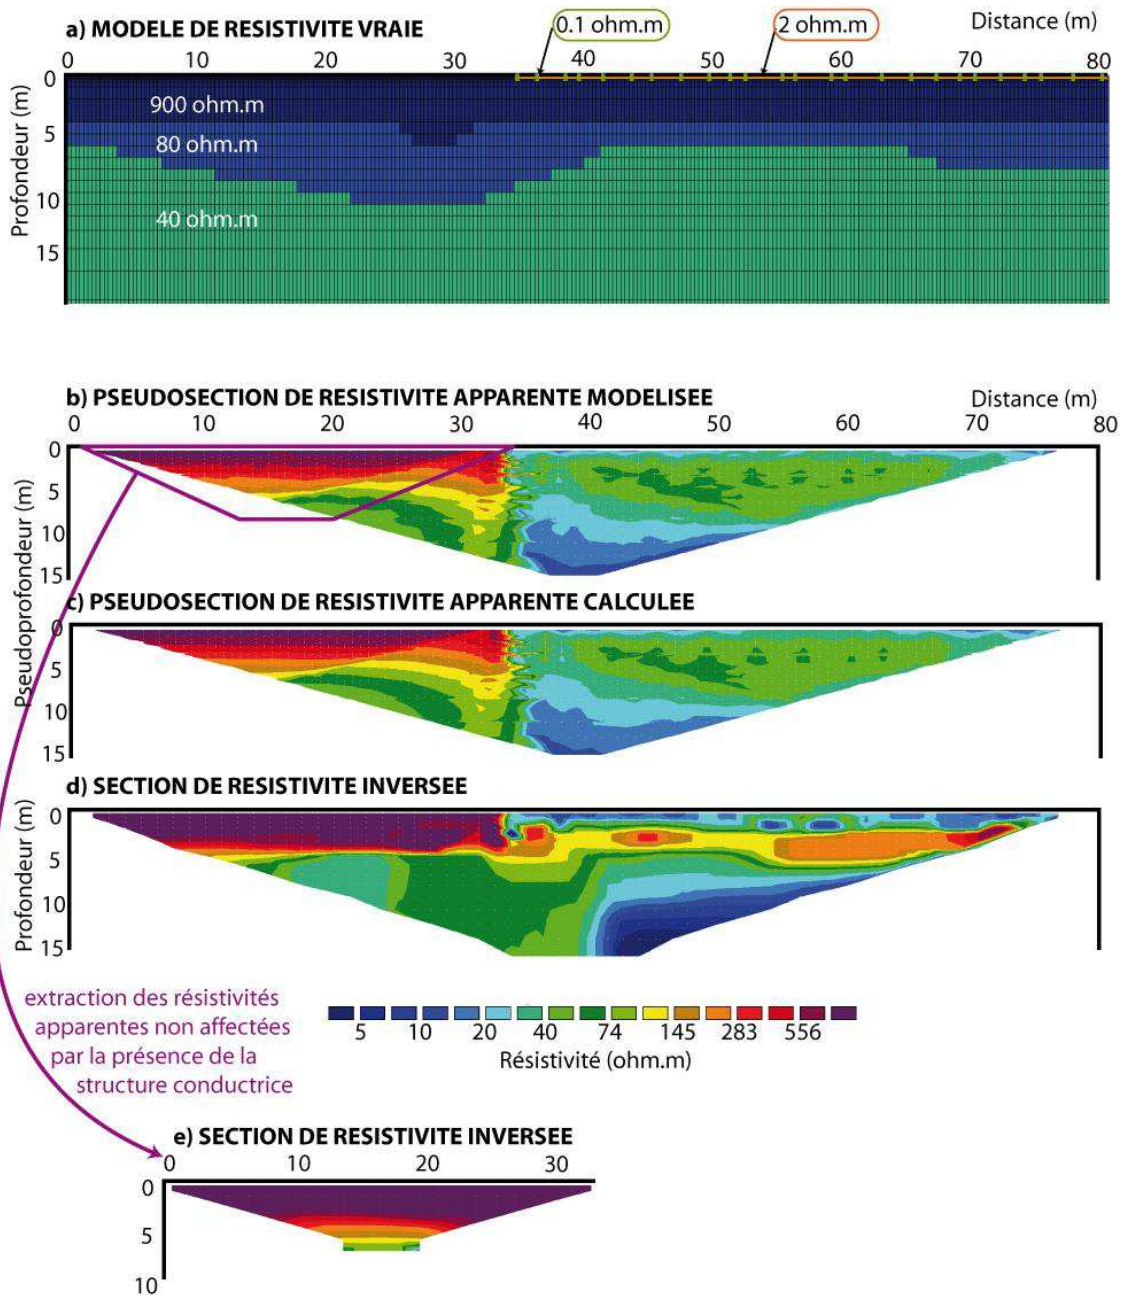 a) MODELE DE RESISTIVITE VRAIE
0.1 ohm.m
2 ohm.m
Distance (m)
0 10 20 30 40 50 60 70 80
Profondeur (m)
0
5
10
15
900 ohm.m
80 ohm.m
40 ohm.m
b) PSEUDOSECTION DE RESISTIVITE APPARENTE MODELISEE
Distance (m)
0 10 20 30 40 50 60 70 80
Pseudoprofondeur (m)
0
5
10
15
c) PSEUDOSECTION DE RESISTIVITE APPARENTE CALCULEE
0
5
10
15
d) SECTION DE RESISTIVITE INVERSEE
Profondeur (m)
0
5
10
15
extraction des résistivités
apparentes non affectées
par la présence de la
structure conductrice
5 10 20 40 74 145 283 556
Résistivité (ohm.m)
e) SECTION DE RESISTIVITE INVERSEE
0 10 20 30
0
5
10